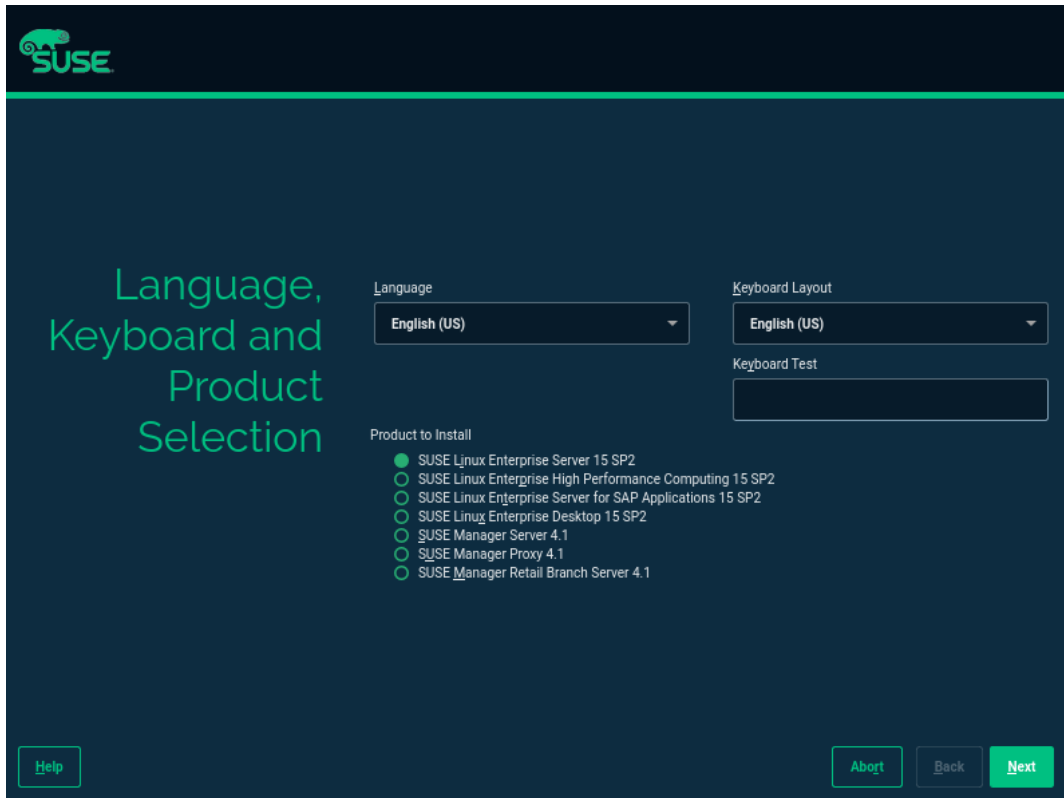 SUSE
Language,
Keyboard and
Product
Selection
Language
Keyboard Layout
English (US)
English (US)
Keyboard Test
Product to Install
SUSE Linux Enterprise Server 15 SP2
SUSE Linux Enterprise High Performance Computing 15 SP2
SUSE Linux Enterprise Server for SAP Applications 15 SP2
SUSE Linux Enterprise Desktop 15 SP2
SUSE Manager Server 4.1
SUSE Manager Proxy 4.1
SUSE Manager Retail Branch Server 4.1
Help
Abort
Back
Next